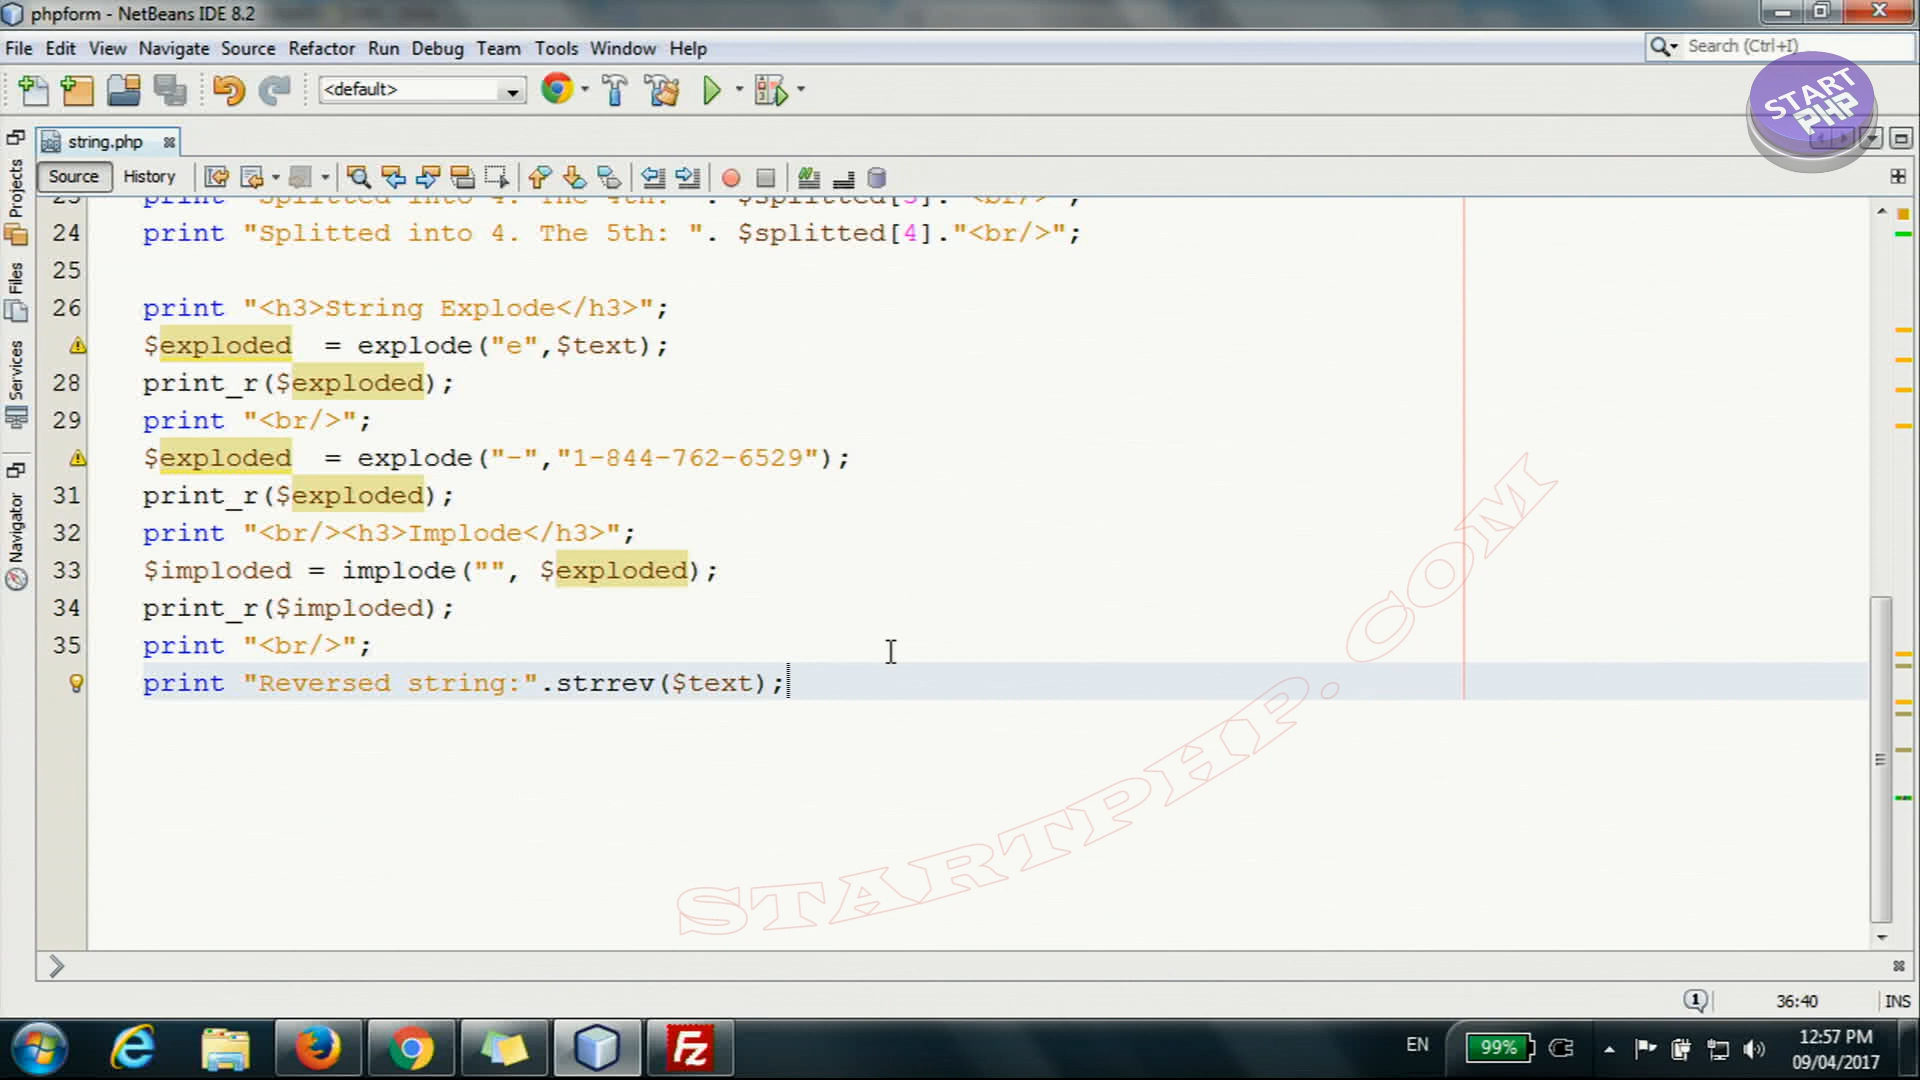 phpform - NetBeans IDE 8.2
File Edit View Navigate Source Refactor Run Debug Team Tools Window Help
Search (Ctrl+I)
<default>
START
PHP
string.php
Source History
Projects
Files
Services
Navigator
24 print "Splitted into 4. The 5th: ". $splitted[4]."<br/>";
25
26 print "<h3>String Explode</h3>";
$exploded = explode("e",$text);
28 print_r($exploded);
29 print "<br/>";
$exploded = explode("-","1-844-762-6529");
31 print_r($exploded);
32 print "<br/><h3>Implode</h3>";
33 $imploded = implode("", $exploded);
34 print_r($imploded);
35 print "<br/>";
print "Reversed string:".strrev($text);
STARTPHP.COM
1
36:40
INS
EN
99%
12:57 PM
09/04/2017